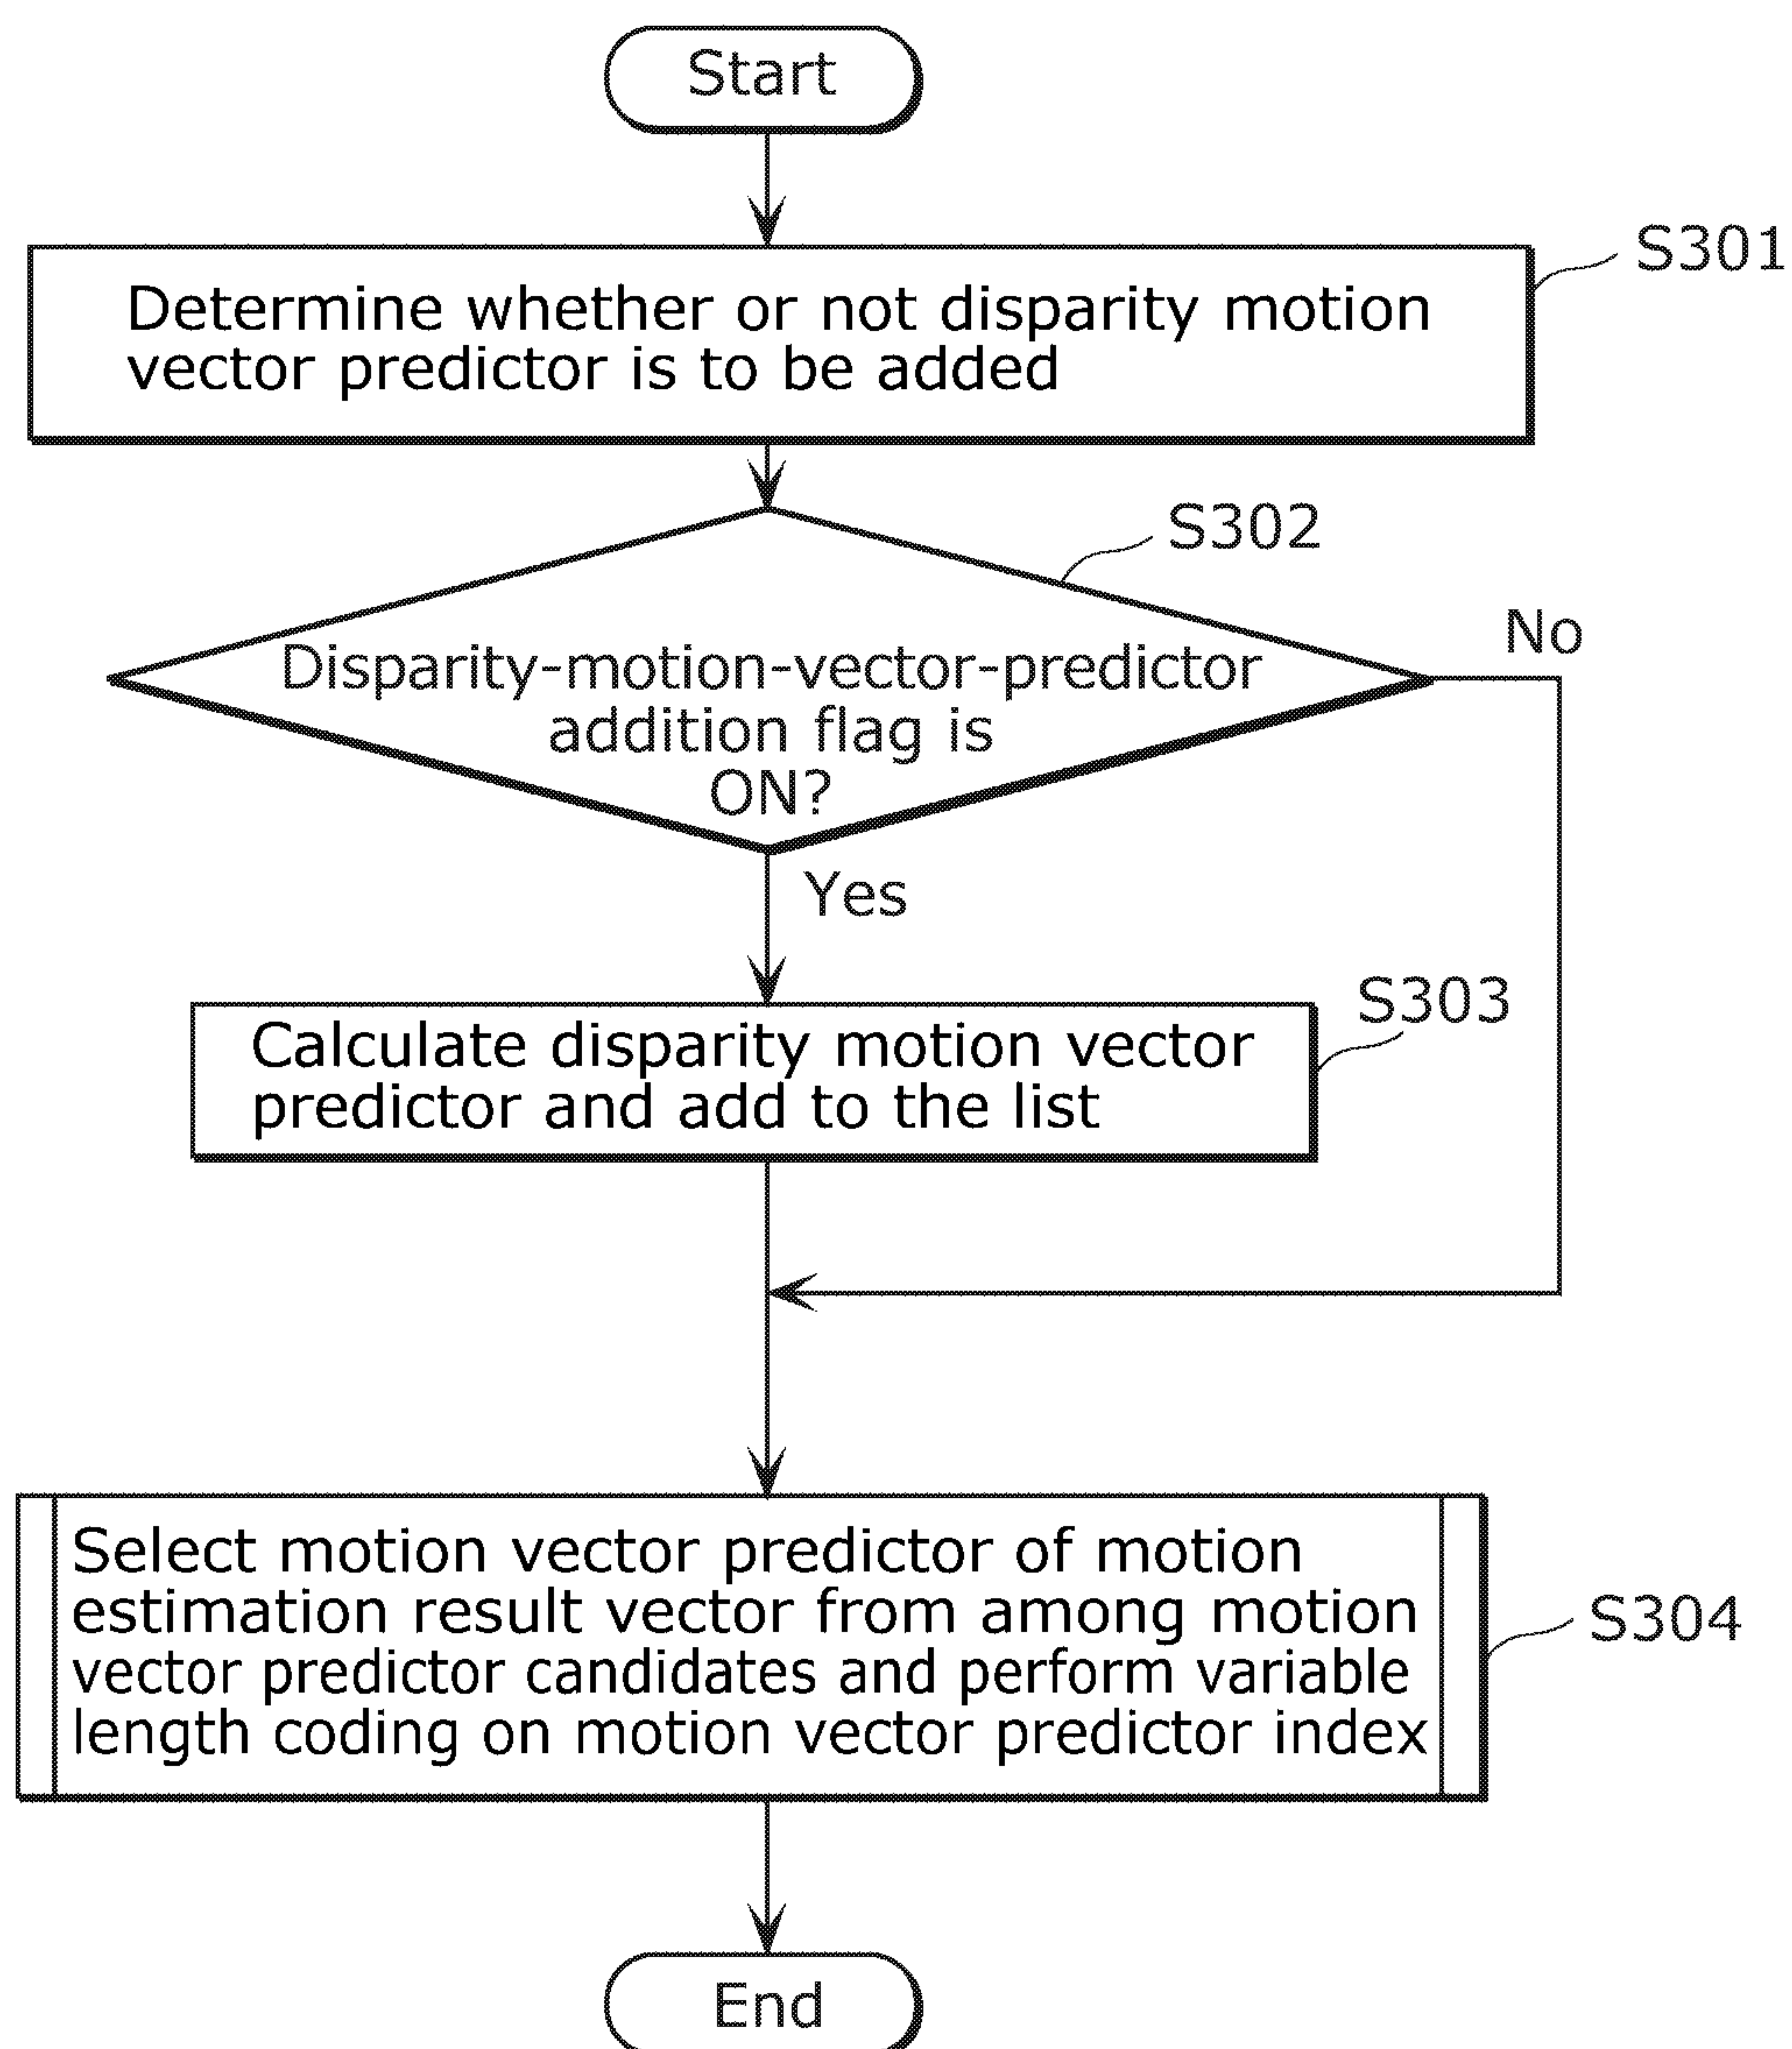 Start
S301
Determine whether or not disparity motion
vector predictor is to be added
S302
No
Disparity-motion-vector-predictor
addition flag is
ON?
Yes
S303
Calculate disparity motion vector
predictor and add to the list
Select motion vector predictor of motion
estimation result vector from among motion
vector predictor candidates and perform variable
length coding on motion vector predictor index
S304
End